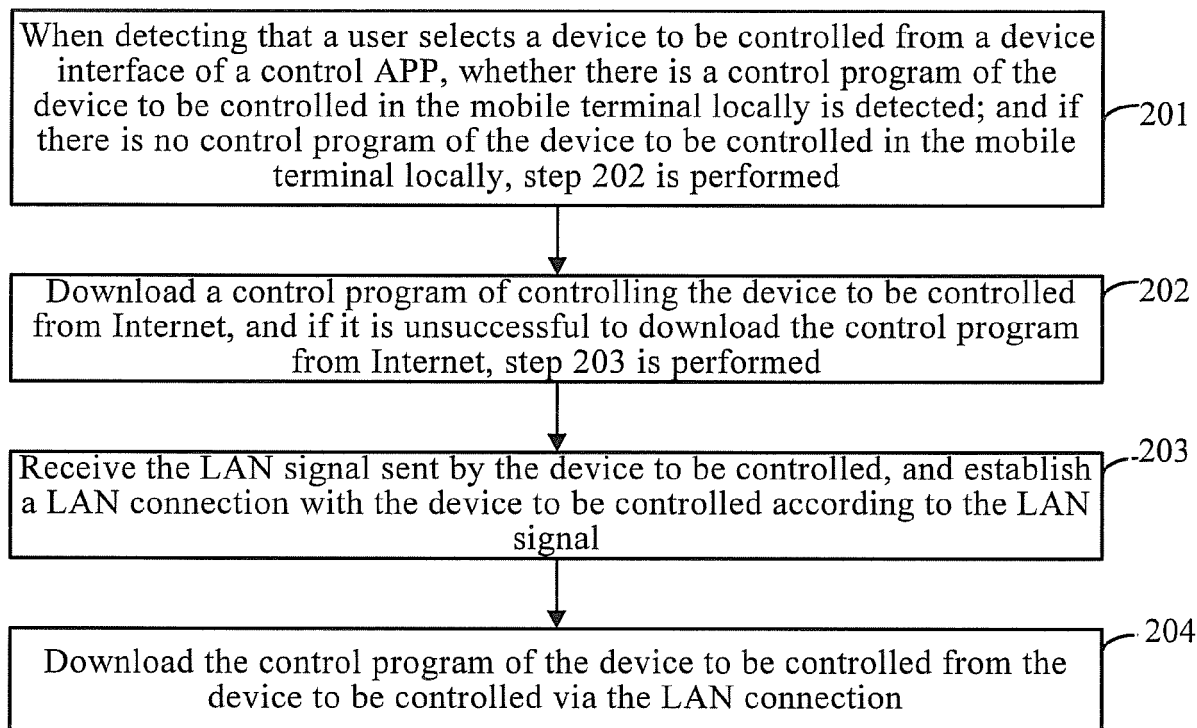 When detecting that a user selects a device to be controlled from a device
interface of a control APP, whether there is a control program of the
device to be controlled in the mobile terminal locally is detected; and if
there is no control program of the device to be controlled in the mobile
terminal locally, step 202 is performed
201
Download a control program of controlling the device to be controlled
from Internet, and if it is unsuccessful to download the control program
from Internet, step 203 is performed
202
Receive the LAN signal sent by the device to be controlled, and establish
a LAN connection with the device to be controlled according to the LAN
signal
203
Download the control program of the device to be controlled from the
device to be controlled via the LAN connection
204